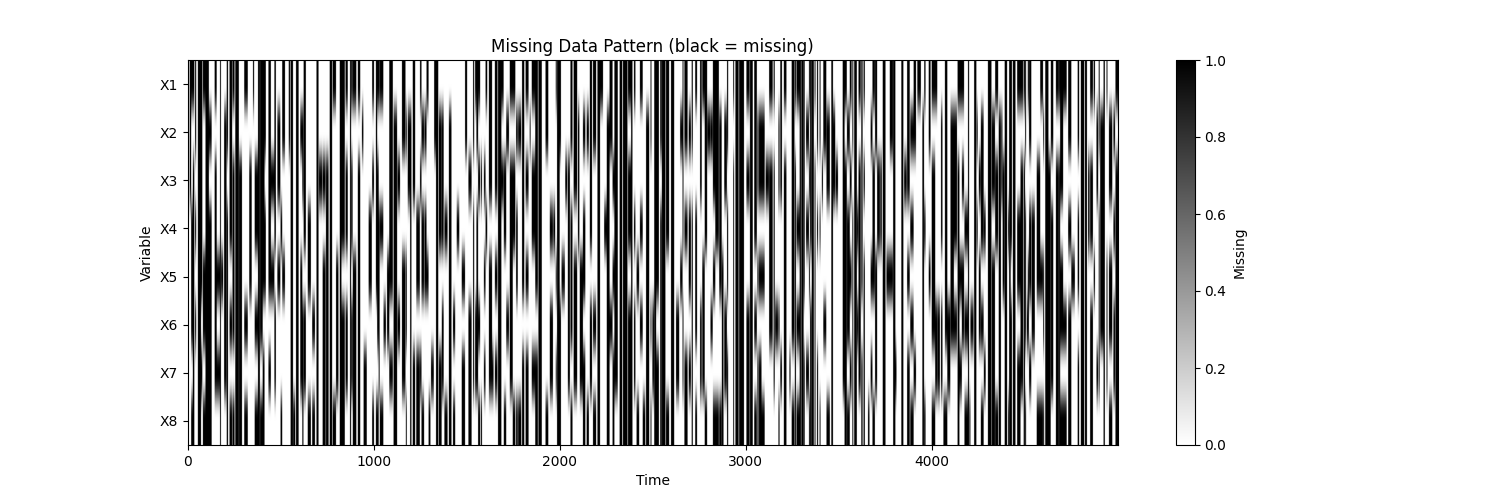 Missing Data Pattern (black = missing)
Variable
X1
X2
X3
X4
X5
X6
X7
X8
0
1000
2000
3000
4000
Time
1.0
0.8
0.6
0.4
0.2
0.0
Missing